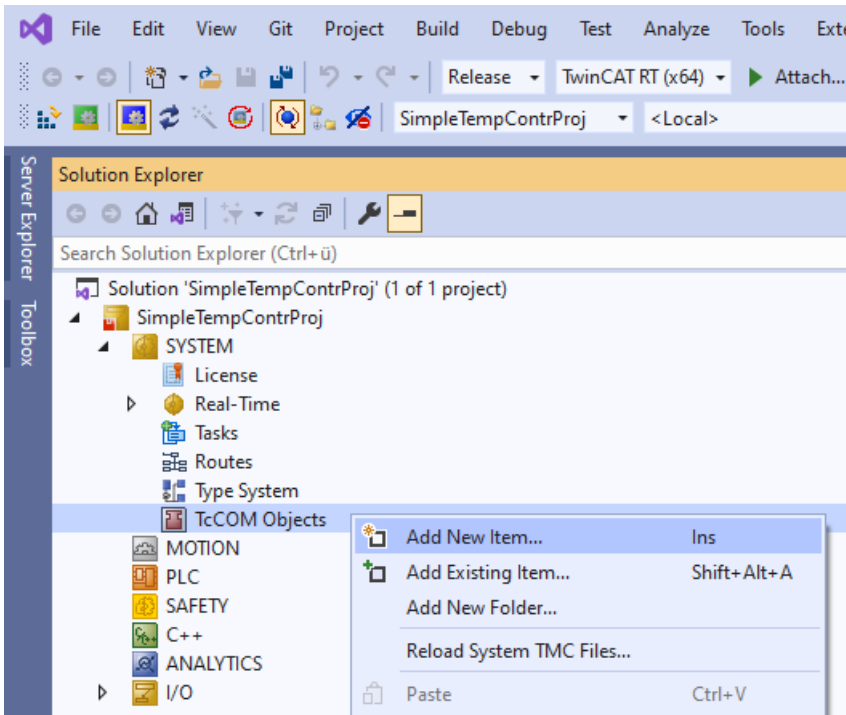 File Edit View Git Project Build Debug Test Analyze Tools Exte
Release TwinCAT RT (x64) Attach...
SimpleTempContrProj <Local>
Server Explorer
Toolbox
Solution Explorer
Search Solution Explorer (Ctrl+ü)
Solution 'SimpleTempContrProj' (1 of 1 project)
SimpleTempContrProj
SYSTEM
License
Real-Time
Tasks
Routes
Type System
TcCOM Objects
Add New Item... Ins
MOTION
Add Existing Item... Shift+Alt+A
PLC
SAFETY
Add New Folder...
C++
Reload System TMC Files...
ANALYTICS
I/O
Paste Ctrl+V